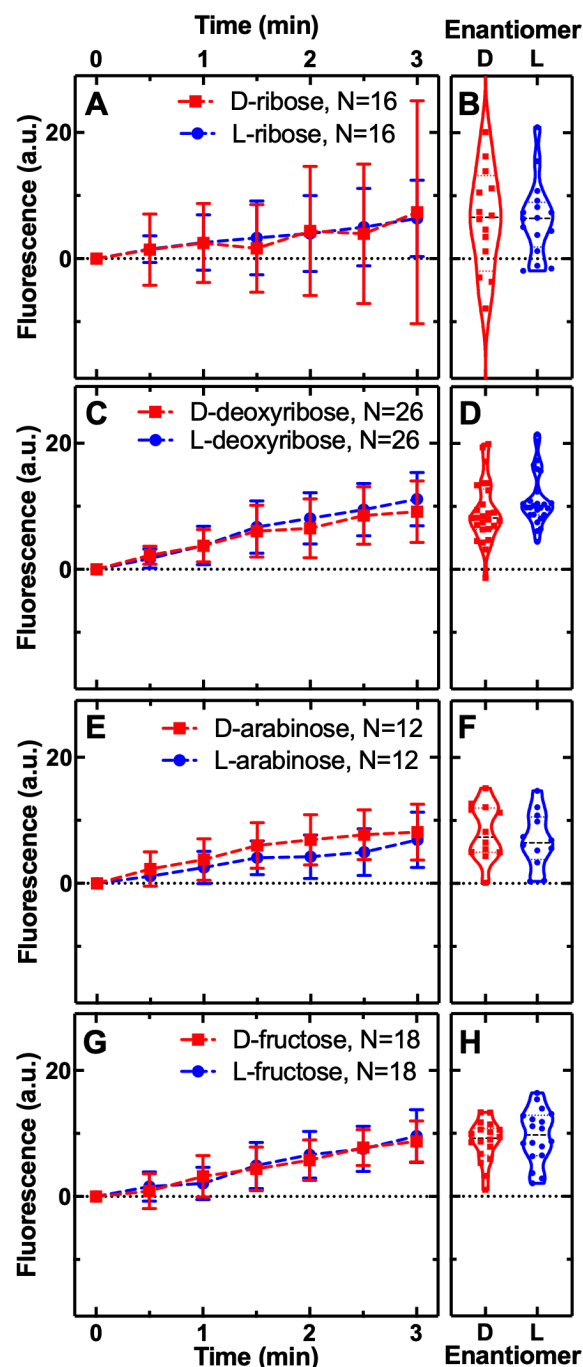 Time (min)
Enantiomer
0 1 2 3
D L
A
D-ribose, N=16
L-ribose, N=16
B
Fluorescence (a.u.)
20
0
C
D-deoxyribose, N=26
L-deoxyribose, N=26
D
Fluorescence (a.u.)
20
0
E
D-arabinose, N=12
L-arabinose, N=12
F
Fluorescence (a.u.)
20
0
G
D-fructose, N=18
L-fructose, N=18
H
Fluorescence (a.u.)
20
0
0 1 2 3
D L
Time (min)
Enantiomer